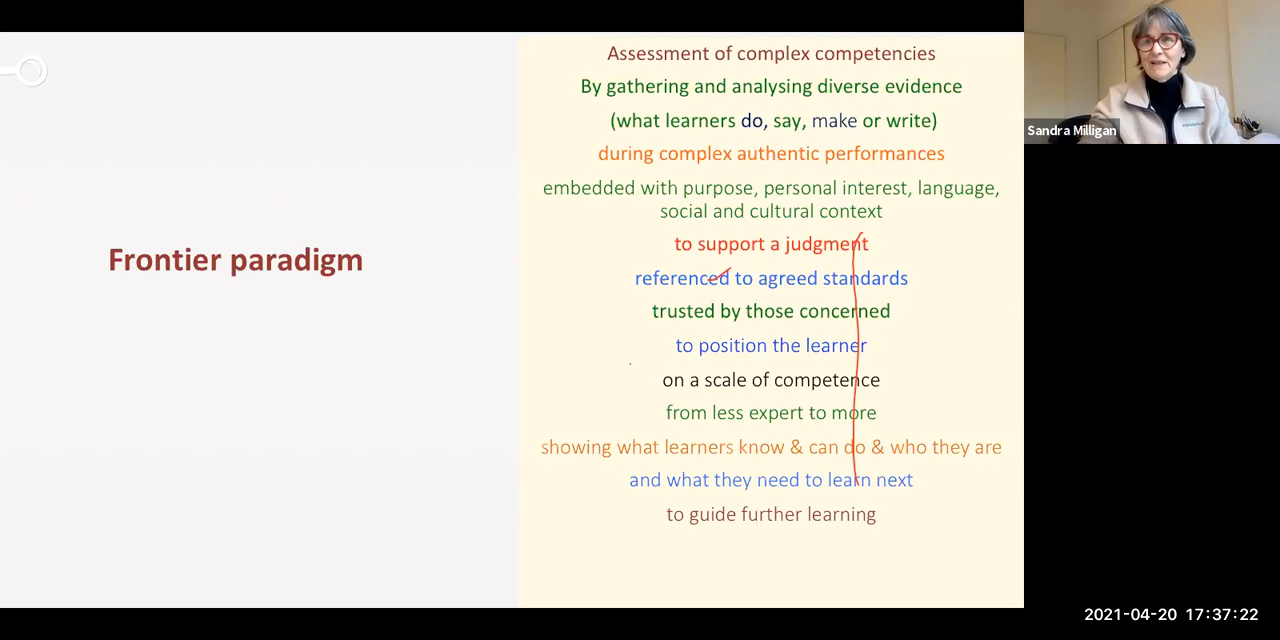 Assessment of complex competencies
By gathering and analysing diverse evidence
(what learners do, say, make or write)
during complex authentic performances
embedded with purpose, personal interest, language,
social and cultural context
to support a judgment
Frontier paradigm
referenced to agreed standards
trusted by those concerned
to position the learner
on a scale of competence
from less expert to more
showing what learners know & can do & who they are
and what they need to learn next
to guide further learning
Sandra Milligan
2021-04-20 17:37:22